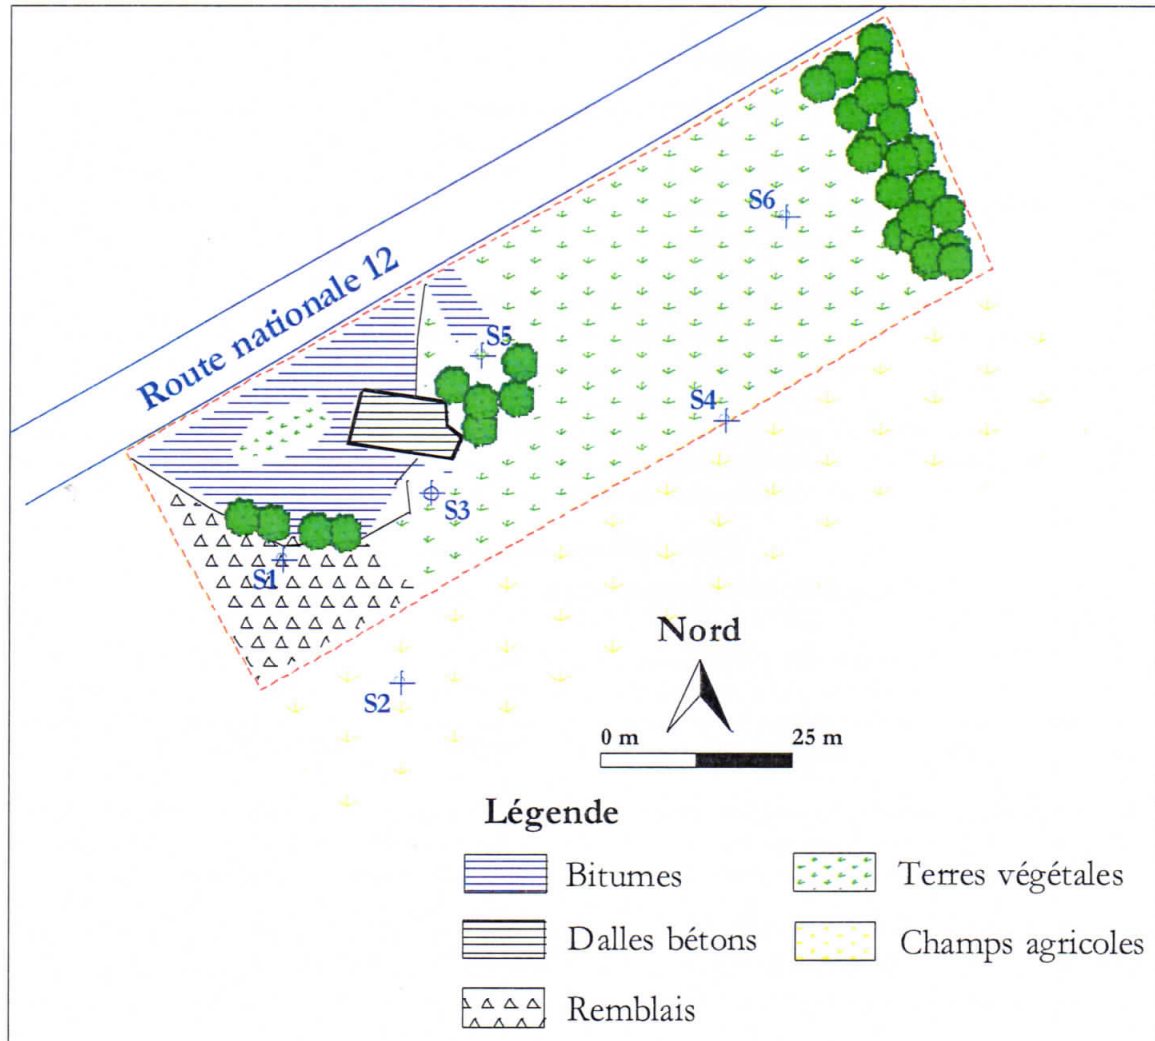 Route nationale 12
S6
S5
S4
S3
S1
S2
Nord
0 m 25 m
Légende
Bitumes
Terres végétales
Dalles bétons
Champs agricoles
Remblais